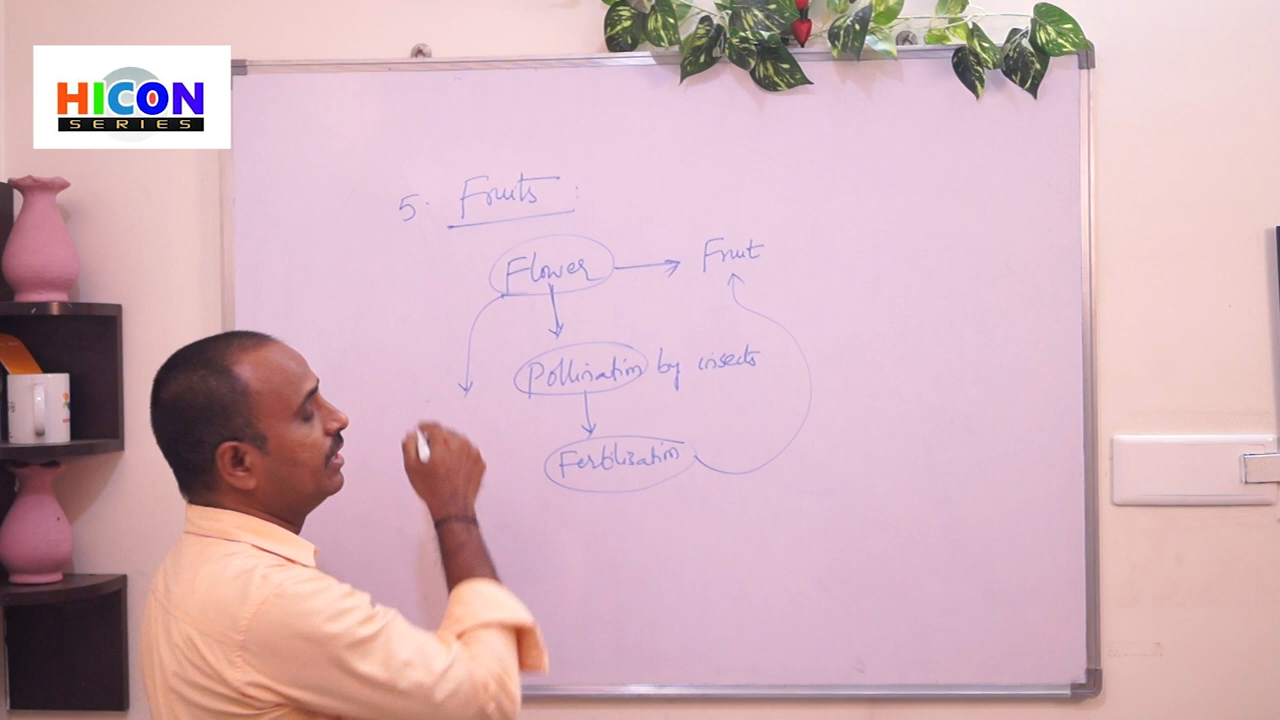 HICON
SERIES
5. Fruits :
Flower → Fruit
Pollination by insects
Fertilization